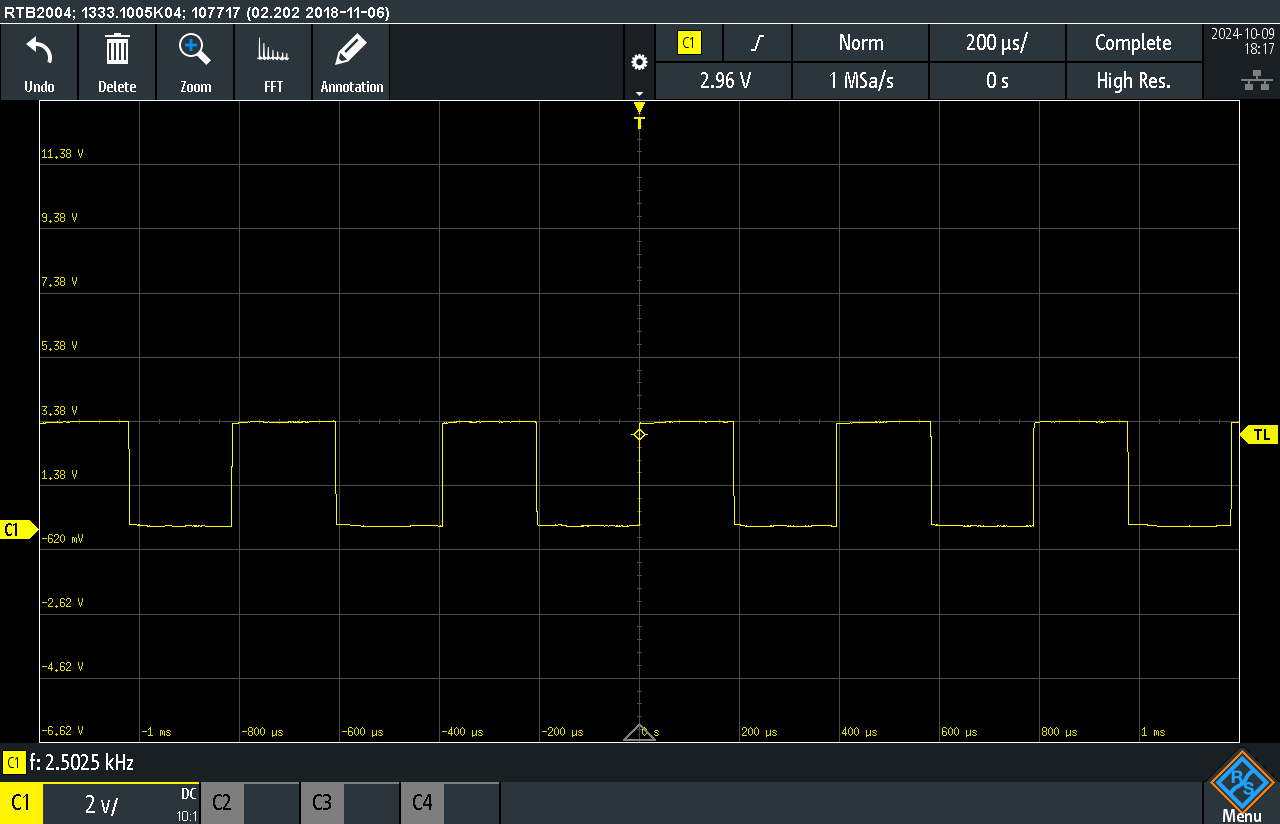 RTB2004; 1333.1005K04; 107717 (02.202 2018-11-06)
Undo
Delete
Zoom
FFT
Annotation
C1
Norm
200 µs/
Complete
2024-10-09
18:17
2.96 V
1 MSa/s
0 s
High Res.
T
11.38 V
9.38 V
7.38 V
5.38 V
3.38 V
TL
1.38 V
C1
-620 mV
-2.62 V
-4.62 V
-6.62 V
-1 ms
-800 µs
-600 µs
-400 µs
-200 µs
0 s
200 µs
400 µs
600 µs
800 µs
1 ms
C1 f: 2.5025 kHz
C1
2 V/
DC
10:1
C2
C3
C4
R
S
Menu